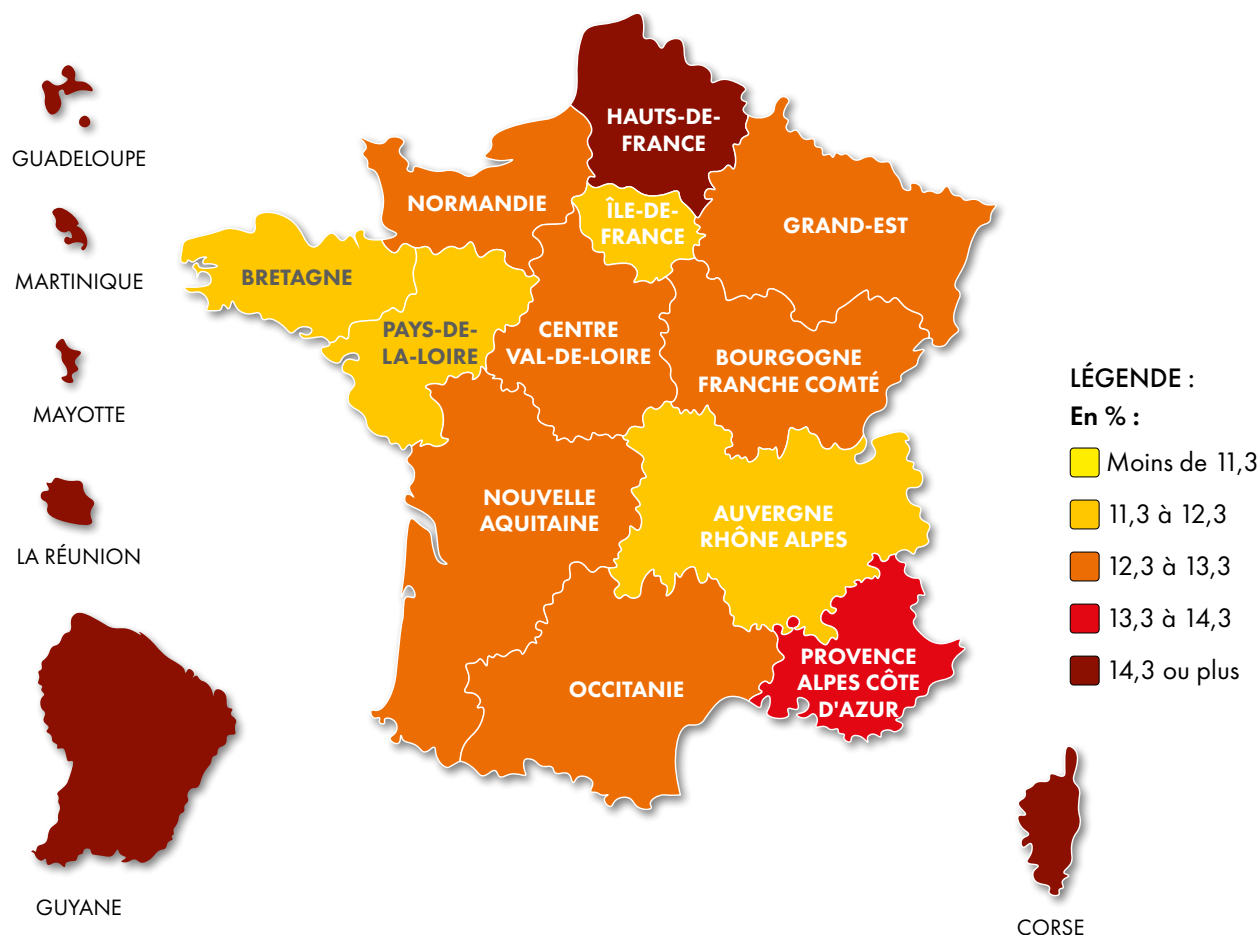 GUADELOUPE
MARTINIQUE
MAYOTTE
LA RÉUNION
GUYANE
HAUTS-DE-
FRANCE
NORMANDIE
ÎLE-DE-
FRANCE
GRAND-EST
BRETAGNE
PAYS-DE-
LA-LOIRE
CENTRE
VAL-DE-LOIRE
BOURGOGNE
FRANCHE COMTÉ
NOUVELLE
AQUITAINE
AUVERGNE
RHÔNE ALPES
OCCITANIE
PROVENCE
ALPES CÔTE
D'AZUR
CORSE
LÉGENDE :
En % :
Moins de 11,3
11,3 à 12,3
12,3 à 13,3
13,3 à 14,3
14,3 ou plus